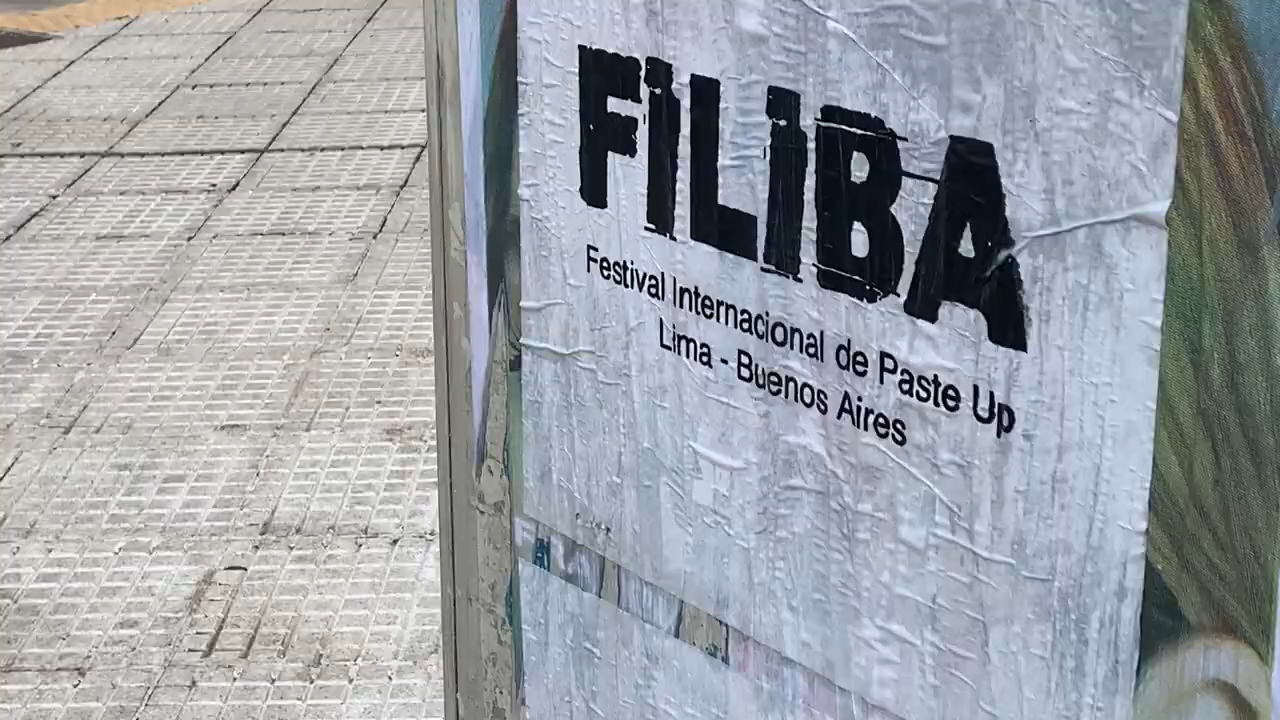 FILIBA
Festival Internacional de Paste Up
Lima - Buenos Aires